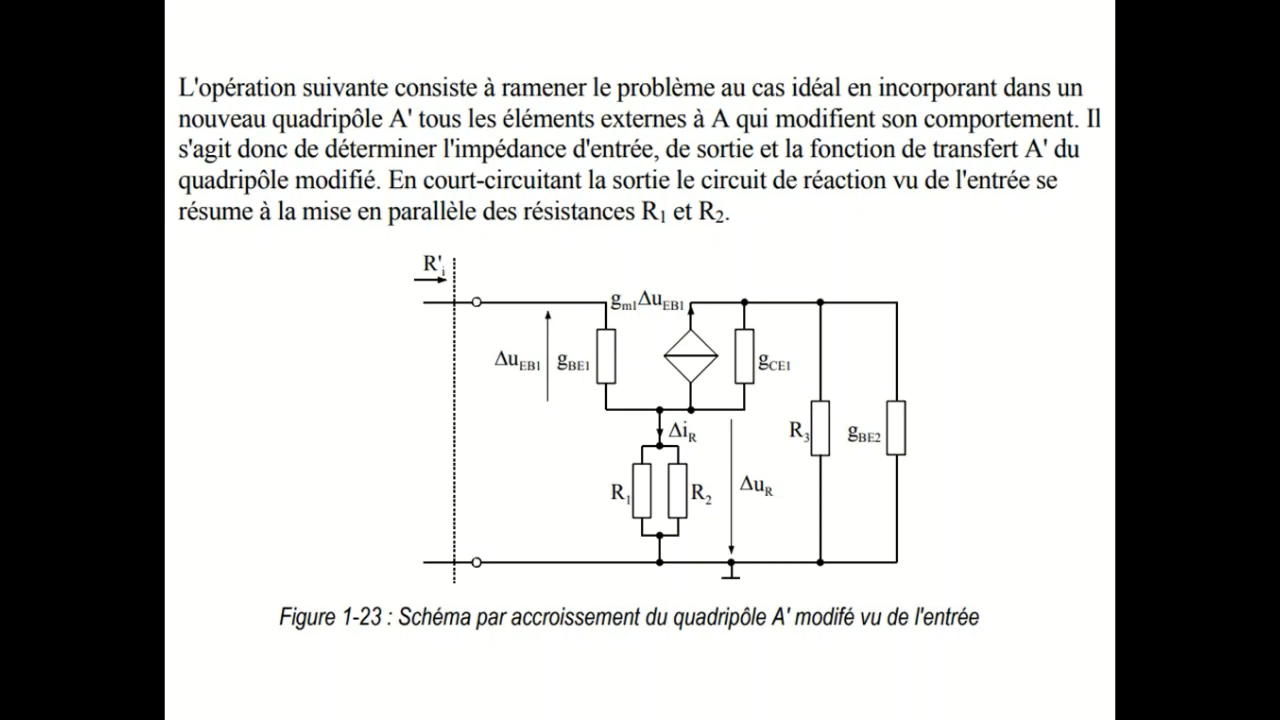 L'opération suivante consiste à ramener le problème au cas idéal en incorporant dans un
nouveau quadripôle A' tous les éléments externes à A qui modifient son comportement. Il
s'agit donc de déterminer l'impédance d'entrée, de sortie et la fonction de transfert A' du
quadripôle modifié. En court-circuitant la sortie le circuit de réaction vu de l'entrée se
résume à la mise en parallèle des résistances R1 et R2.
R'i
gm1ΔuEB1
ΔuEB1 gBE1
gCE1
ΔiR
R3 gBE2
R1 R2 ΔuR
Figure 1-23 : Schéma par accroissement du quadripôle A' modifé vu de l'entrée